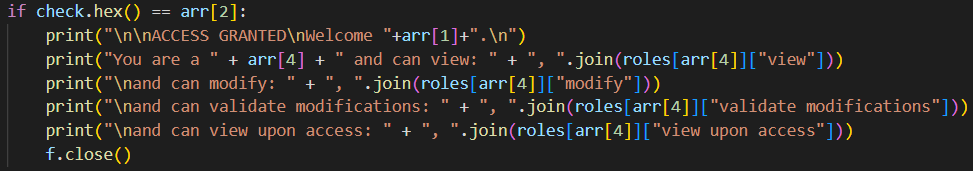 if check.hex() == arr[2]:
    print("\n\nACCESS GRANTED\nWelcome "+arr[1]+".\n")
    print("You are a " + arr[4] + " and can view: " + ", ".join(roles[arr[4]]["view"]))
    print("\nand can modify: " + ", ".join(roles[arr[4]]["modify"]))
    print("\nand can validate modifications: " + ", ".join(roles[arr[4]]["validate modifications"]))
    print("\nand can view upon access: " + ", ".join(roles[arr[4]]["view upon access"]))
    f.close()